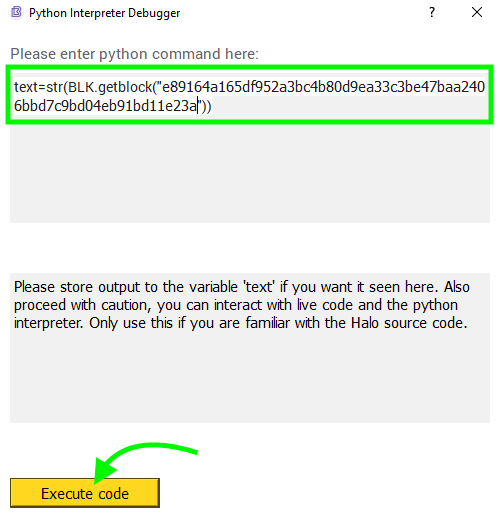 Python Interpreter Debugger
?
Please enter python command here:
text=str(BLK.getblock("e89164a165df952a3bc4b80d9ea33c3be47baa240
6bbd7c9bd04eb91bd11e23a"))
Please store output to the variable 'text' if you want it seen here. Also
proceed with caution, you can interact with live code and the python
interpreter. Only use this if you are familiar with the Halo source code.
Execute code